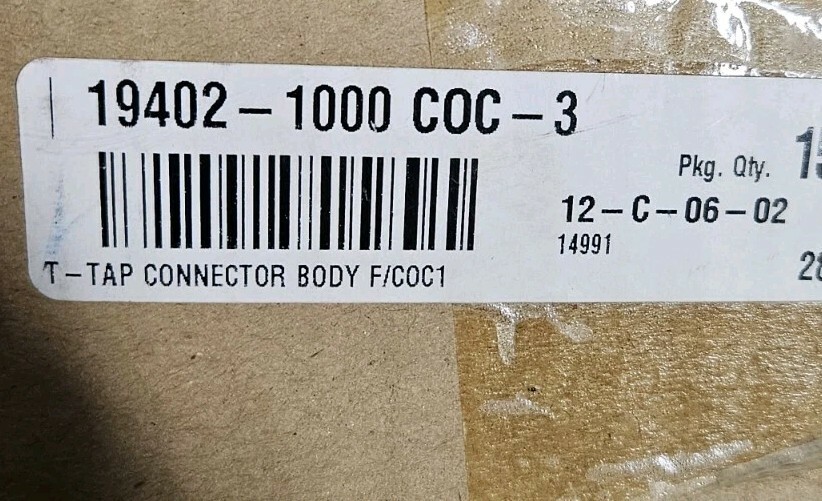 19402-1000 COC-3
Pkg. Qty.
12-C-06-02
14991
T-TAP CONNECTOR BODY F/COC1